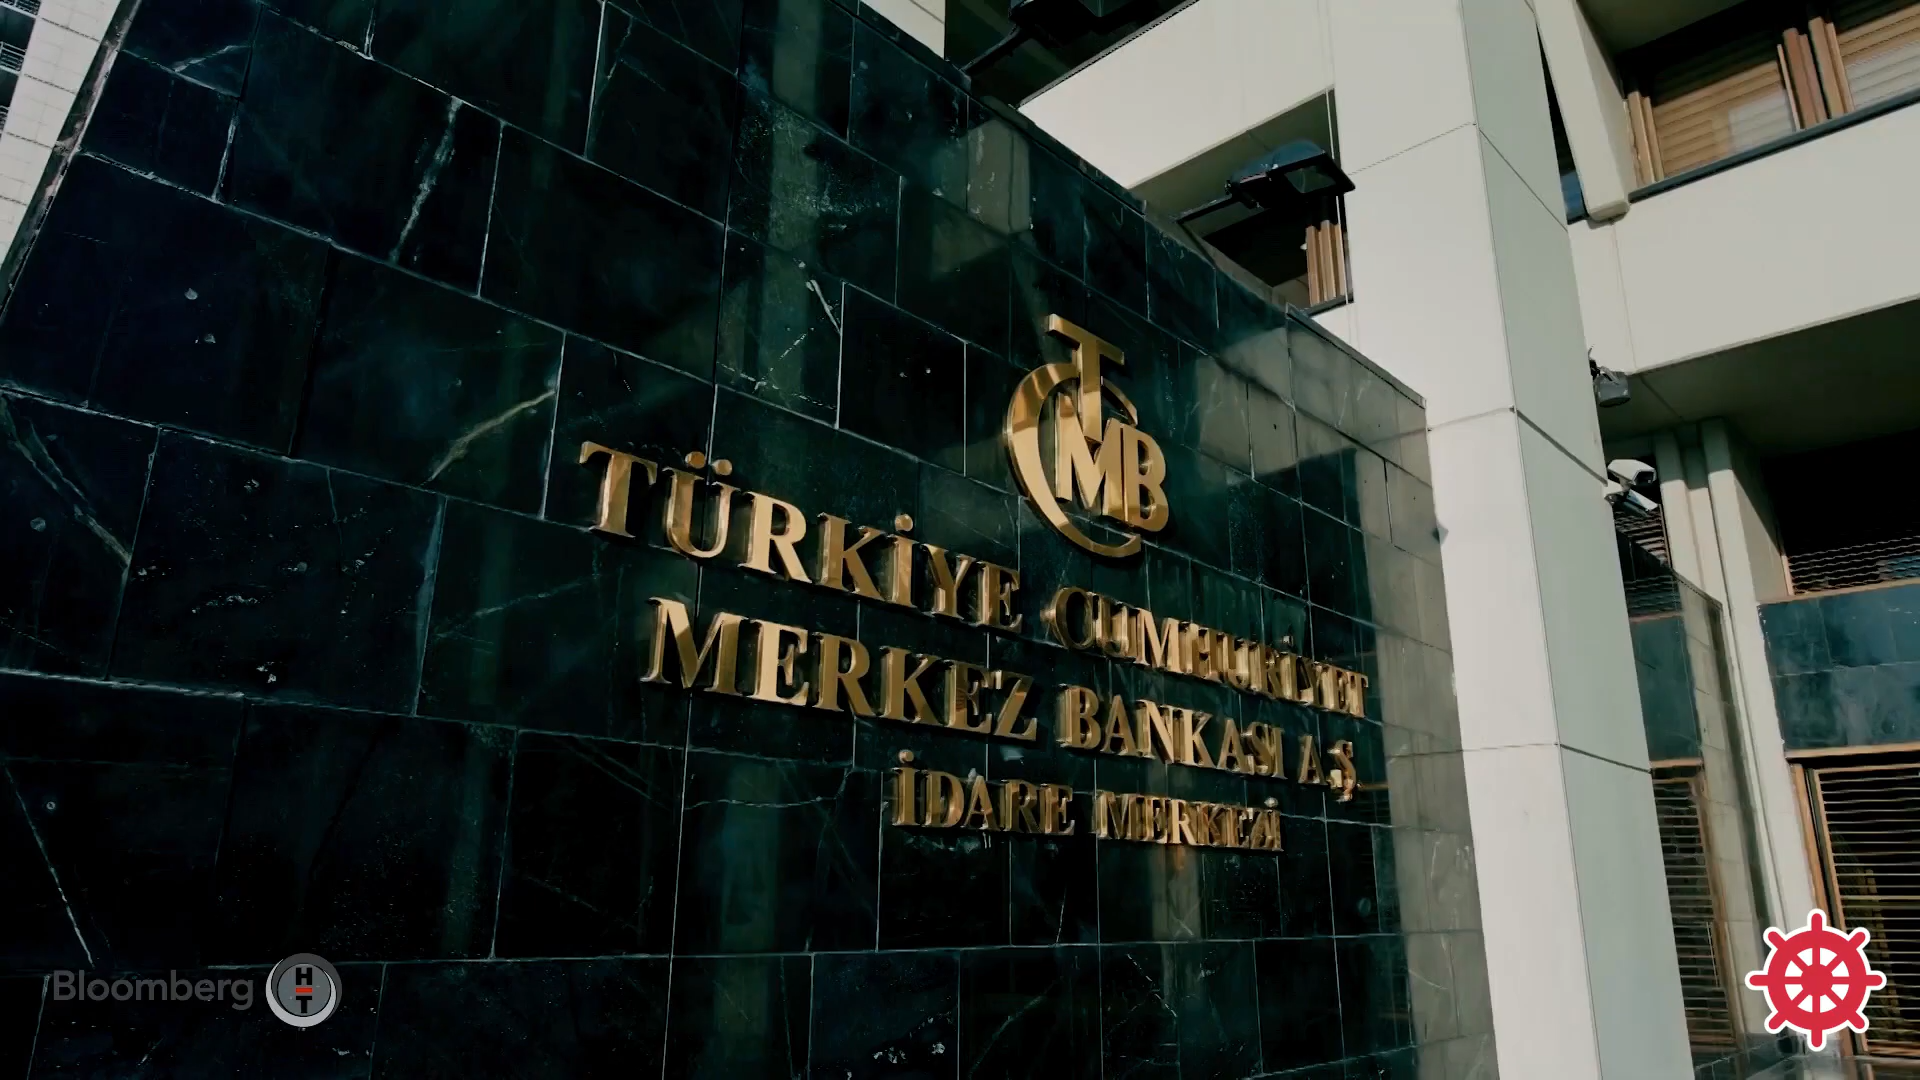 TCMB
TÜRKİYE CUMHURİYET
MERKEZ BANKASI A.Ş.
İDARE MERKEZİ
Bloomberg HT